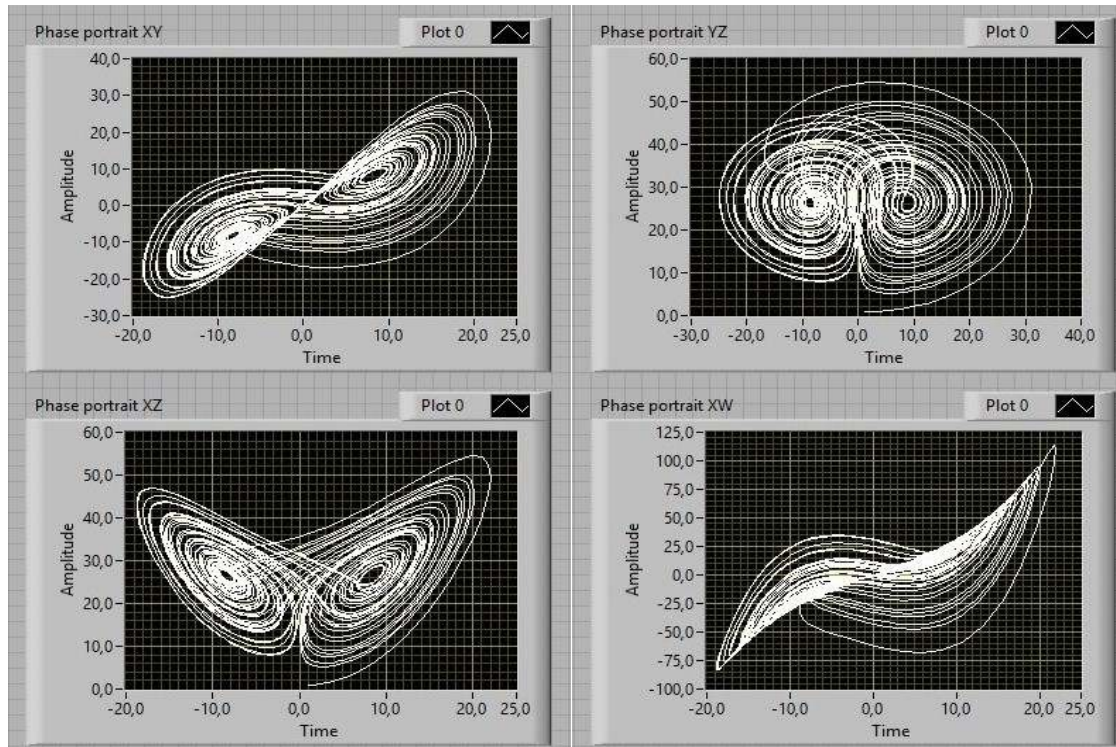 Phase portrait XY
Plot 0
40,0
30,0
20,0
10,0
0,0
-10,0
-20,0
-30,0
Amplitude
-20,0 -10,0 0,0 10,0 20,0 25,0
Time
Phase portrait YZ
Plot 0
60,0
50,0
40,0
30,0
20,0
10,0
0,0
Amplitude
-30,0 -20,0 -10,0 0,0 10,0 20,0 30,0 40,0
Time
Phase portrait XZ
Plot 0
60,0
50,0
40,0
30,0
20,0
10,0
0,0
Amplitude
-20,0 -10,0 0,0 10,0 20,0 25,0
Time
Phase portrait XW
Plot 0
125,0
100,0
75,0
50,0
25,0
0,0
-25,0
-50,0
-75,0
-100,0
Amplitude
-20,0 -10,0 0,0 10,0 20,0 25,0
Time